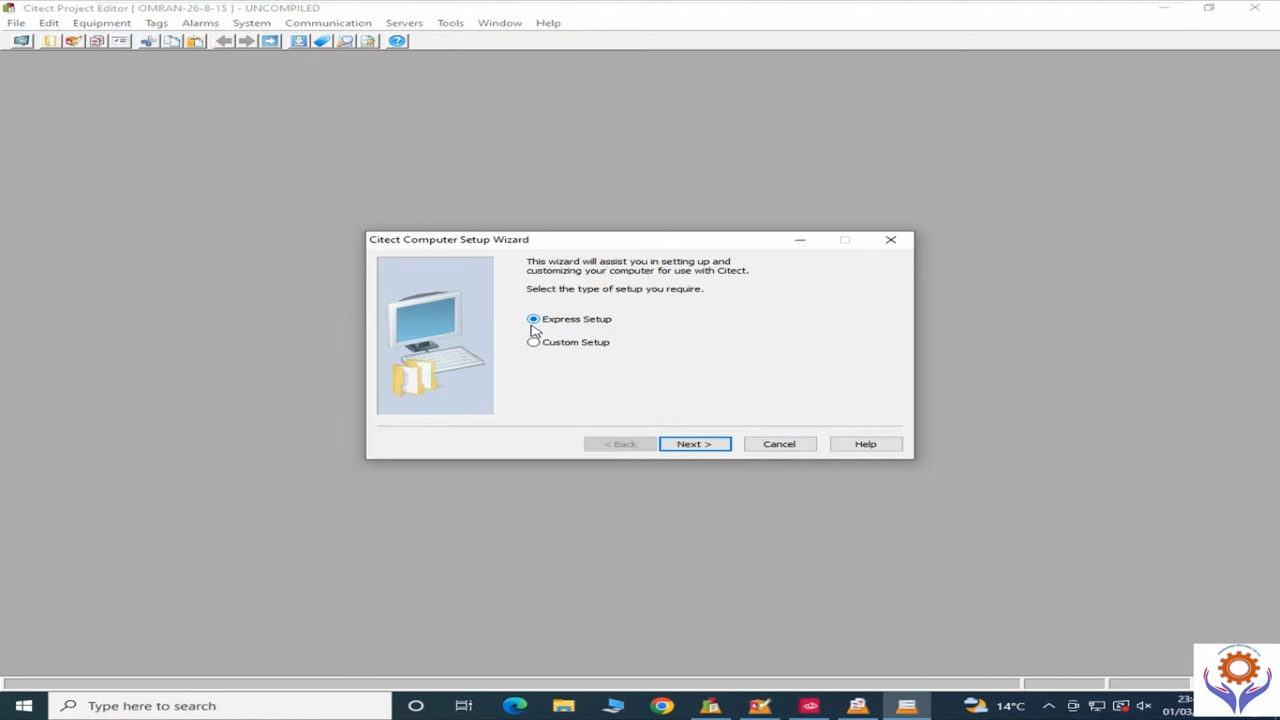 Citect Project Editor [ OMRAN-26-8-15 ] - UNCOMPILED
File Edit Equipment Tags Alarms System Communication Servers Tools Window Help
Citect Computer Setup Wizard
This wizard will assist you in setting up and
customizing your computer for use with Citect.
Select the type of setup you require.
Express Setup
Custom Setup
< Back Next > Cancel Help
Type here to search
14°C
23:
01/03